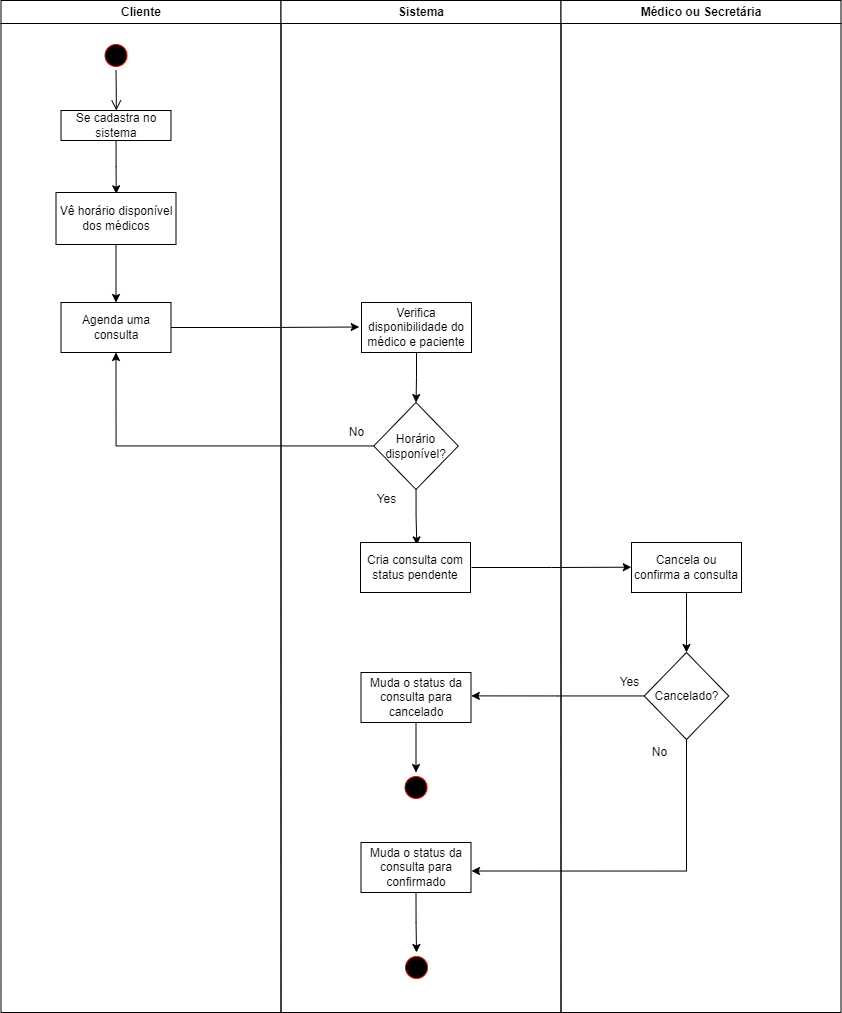 Cliente
Sistema
Médico ou Secretária
Se cadastra no
sistema
Vê horário disponível
dos médicos
Agenda uma
consulta
Verifica
disponibilidade do
médico e paciente
No
Horário
disponível?
Yes
Cria consulta com
status pendente
Cancela ou
confirma a consulta
Yes
Cancelado?
Muda o status da
consulta para
cancelado
No
Muda o status da
consulta para
confirmado